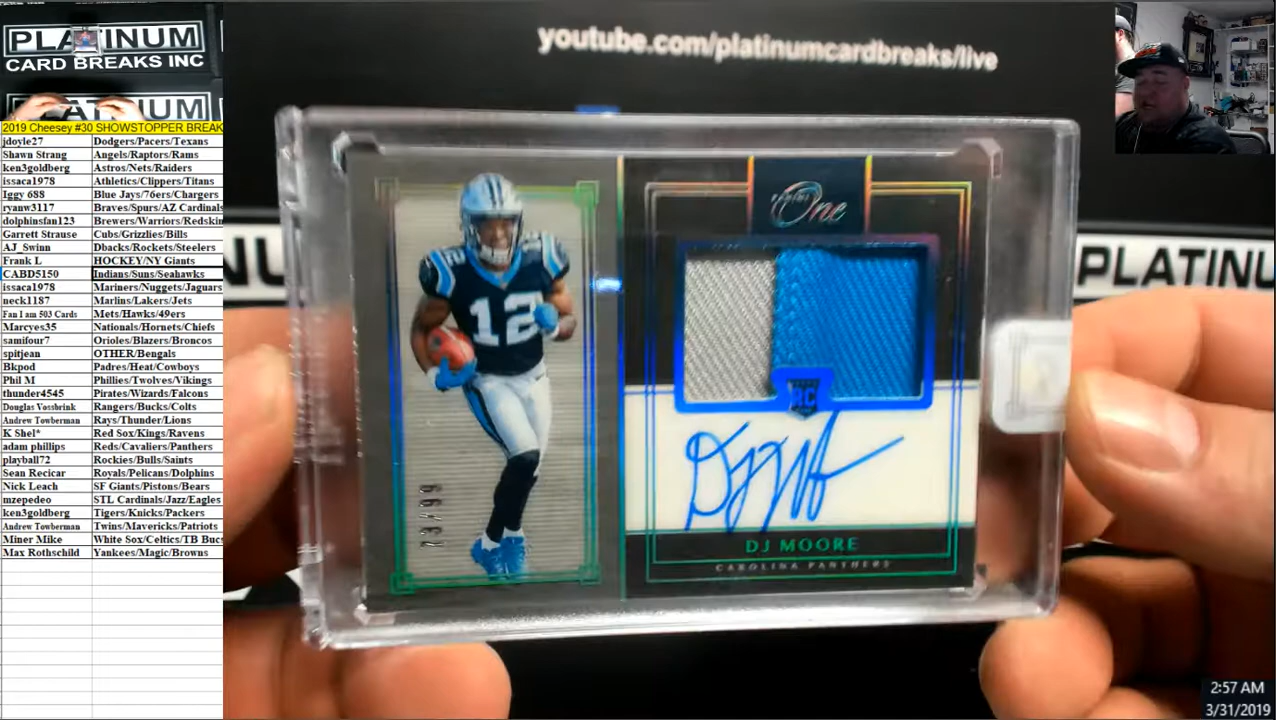 PLATINUM
CARD BREAKS INC
PLATINUM
2019 Cheesey #30 SHOWSTOPPER BREAK
jdoyle27 Dodgers/Pacers/Texans
Shawn Strang Angels/Raptors/Rams
ken3goldberg Astros/Nets/Raiders
issaca1978 Athletics/Clippers/Titans
Iggy 688 Blue Jays/76ers/Chargers
ryanw3117 Braves/Spurs/AZ Cardinals
dolphinsfan123 Brewers/Warriors/Redskin
Garrett Strause Cubs/Grizzlies/Bills
AJ_Swinn Dbacks/Rockets/Steelers
Frank L HOCKEY/NY Giants
CABD5150 Indians/Suns/Seahawks
issaca1978 Mariners/Nuggets/Jaguars
neck1187 Marlins/Lakers/Jets
Fan I am 503 Cards Mets/Hawks/49ers
Marcyes35 Nationals/Hornets/Chiefs
samifour7 Orioles/Blazers/Broncos
spitjean OTHER/Bengals
Bkpod Padres/Heat/Cowboys
Phil M Phillies/Twolves/Vikings
thunder4545 Pirates/Wizards/Falcons
Douglas Vossbrink Rangers/Bucks/Colts
Andrew Towberman Rays/Thunder/Lions
K Shel* Red Sox/Kings/Ravens
adam phillips Reds/Cavaliers/Panthers
playball72 Rockies/Bulls/Saints
Sean Recicar Royals/Pelicans/Dolphins
Nick Leach SF Giants/Pistons/Bears
mzepedeo STL Cardinals/Jazz/Eagles
ken3goldberg Tigers/Knicks/Packers
Andrew Towberman Twins/Mavericks/Patriots
Miner Mike White Sox/Celtics/TB Bucs
Max Rothschild Yankees/Magic/Browns
youtube.com/platinumcardbreaks/live
NU
PLATINUM
PANINI
One
12
12
RC
73/99
DJ MOORE
CAROLINA PANTHERS
2:57 AM
3/31/2019